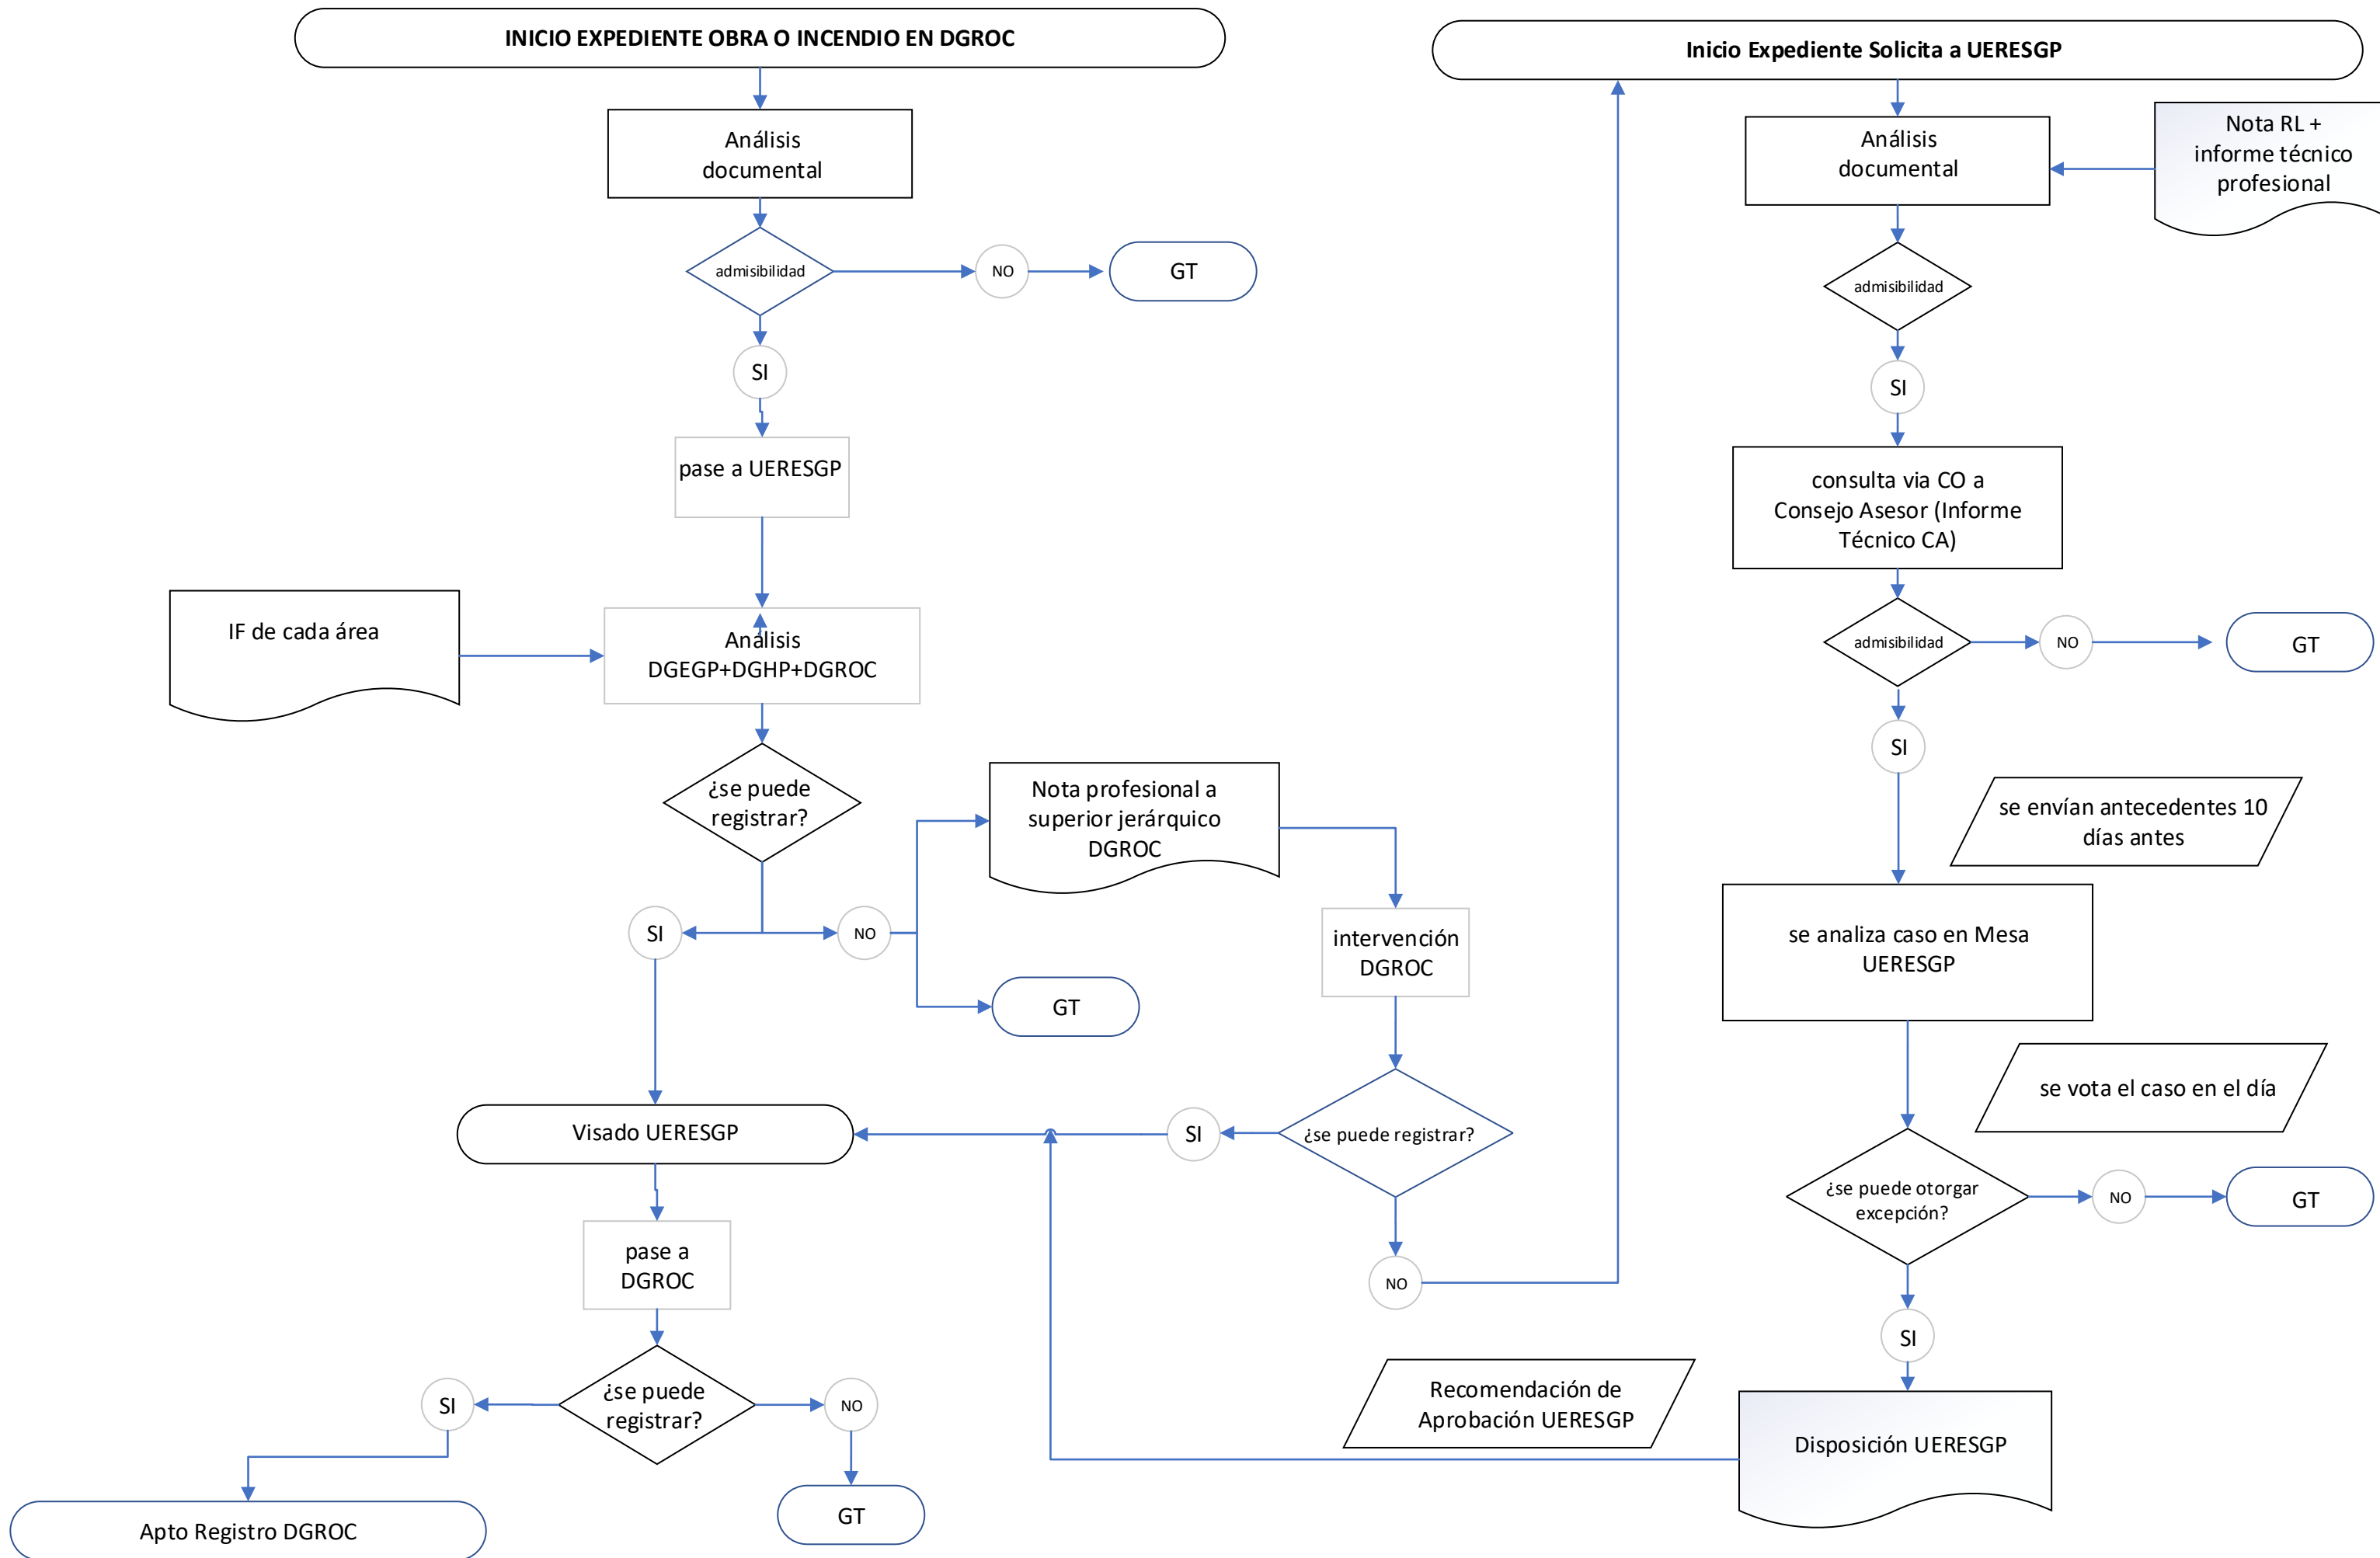 INICIO EXPEDIENTE OBRA O INCENDIO EN DGROC
Análisis
documental
admisibilidad
NO
GT
SI
pase a UERESGP
IF de cada área
Análisis
DGEGP+DGHP+DGROC
¿se puede
registrar?
Nota profesional a
superior jerárquico
DGROC
SI
NO
GT
intervención
DGROC
Visado UERESGP
SI
¿se puede registrar?
NO
pase a
DGROC
¿se puede
registrar?
SI
NO
Apto Registro DGROC
GT
Inicio Expediente Solicita a UERESGP
Análisis
documental
Nota RL +
informe técnico
profesional
admisibilidad
SI
consulta via CO a
Consejo Asesor (Informe
Técnico CA)
admisibilidad
NO
GT
SI
se envían antecedentes 10
días antes
se analiza caso en Mesa
UERESGP
se vota el caso en el día
¿se puede otorgar
excepción?
NO
GT
SI
Recomendación de
Aprobación UERESGP
Disposición UERESGP